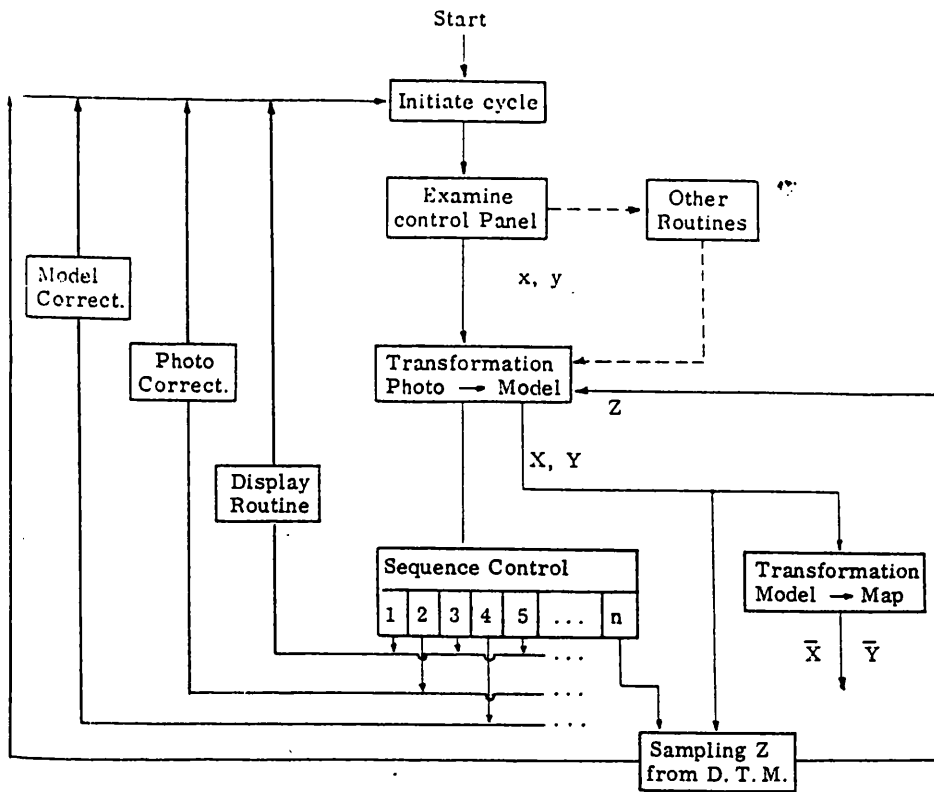 Start
Initiate cycle
Examine
control Panel
Other
Routines
x, y
Model
Correct.
Photo
Correct.
Transformation
Photo → Model
Z
X, Y
Display
Routine
Sequence Control
1 2 3 4 5 ... n
Transformation
Model → Map
X̅ Y̅
...
...
...
Sampling Z
from D. T. M.